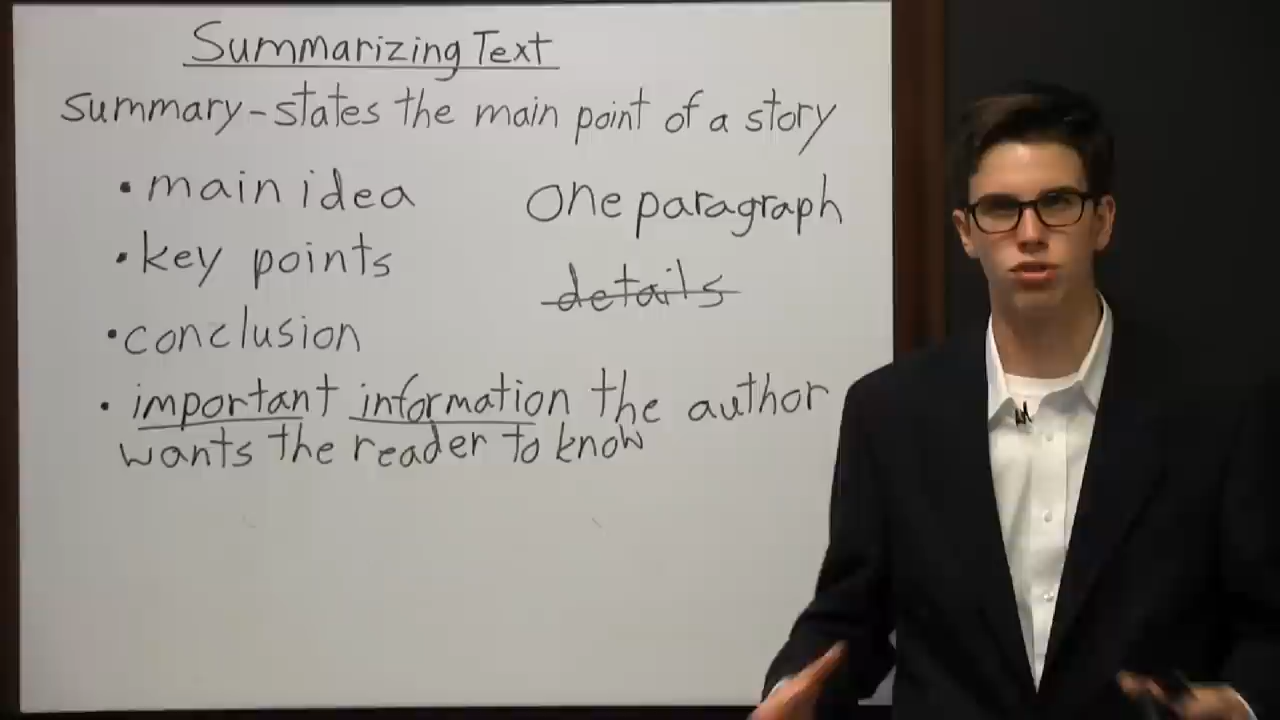 Summarizing Text
summary-states the main point of a story
• main idea
• key points
• conclusion
• important information the author
wants the reader to know
one paragraph
details